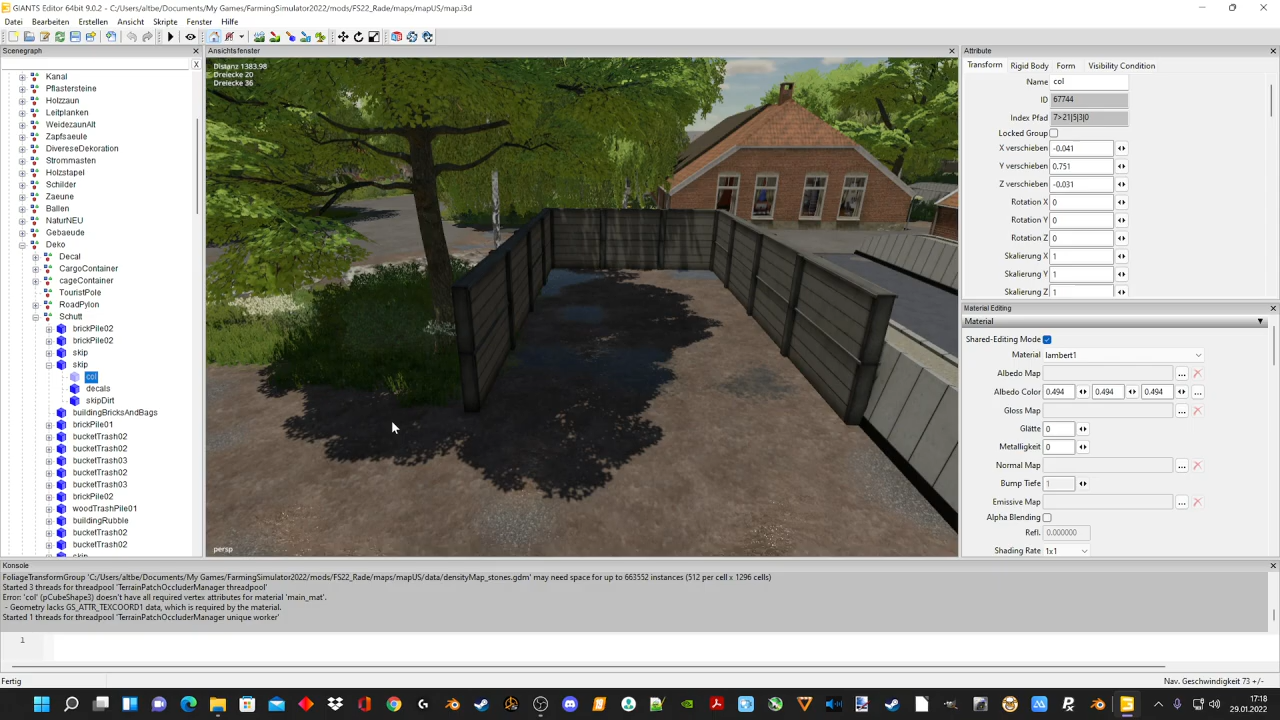 GIANTS Editor 64bit 9.0.2 - C:/Users/altbe/Documents/My Games/FarmingSimulator2022/mods/FS22_Rade/maps/mapUS/map.i3d
Datei Bearbeiten Erstellen Ansicht Skripte Fenster Hilfe
Scenegraph
X
Kanal
Pflastersteine
Holzzaun
Leitplanken
WeidezaunAlt
Zapfsaeule
DivereseDekoration
Strommasten
Holzstapel
Schilder
Zaeune
Ballen
NaturNEU
Gebaeude
Deko
Decal
CargoContainer
cageContainer
TouristPole
RoadPylon
Schutt
brickPile02
brickPile02
skip
skip
col
decals
skipDirt
buildingBricksAndBags
brickPile01
bucketTrash02
bucketTrash02
bucketTrash03
bucketTrash02
bucketTrash03
brickPile02
woodTrashPile01
buildingRubble
bucketTrash02
bucketTrash02
skip
Ansichtsfenster
Distanz 1383.98
Dreiecke 20
Dreiecke 36
persp
Attribute
Transform Rigid Body Form Visibility Condition
Name col
ID 67744
Index Pfad 7>21|5|3|0
Locked Group
X verschieben -0.041
Y verschieben 0.751
Z verschieben -0.031
Rotation X 0
Rotation Y 0
Rotation Z 0
Skalierung X 1
Skalierung Y 1
Skalierung Z 1
Material Editing
Material
Shared-Editing Mode
Material lambert1
Albedo Map ...
Albedo Color 0.494 0.494 0.494 ...
Gloss Map ...
Glätte 0
Metalligkeit 0
Normal Map ...
Bump Tiefe 1
Emissive Map ...
Alpha Blending
Refl. 0.000000
Shading Rate 1x1
Konsole
FoliageTransformGroup 'C:/Users/altbe/Documents/My Games/FarmingSimulator2022/mods/FS22_Rade/maps/mapUS/data/densityMap_stones.gdm' may need space for up to 663552 instances (512 per cell x 1296 cells)
Started 3 threads for threadpool 'TerrainPatchOccluderManager threadpool'
Error: 'col' (pCubeShape3) doesn't have all required vertex attributes for material 'main_mat'.
- Geometry lacks GS_ATTR_TEXCOORD1 data, which is required by the material.
Started 1 threads for threadpool 'TerrainPatchOccluderManager unique worker'
1
Fertig
Nav. Geschwindigkeit 73 +/-
17:18
29.01.2022